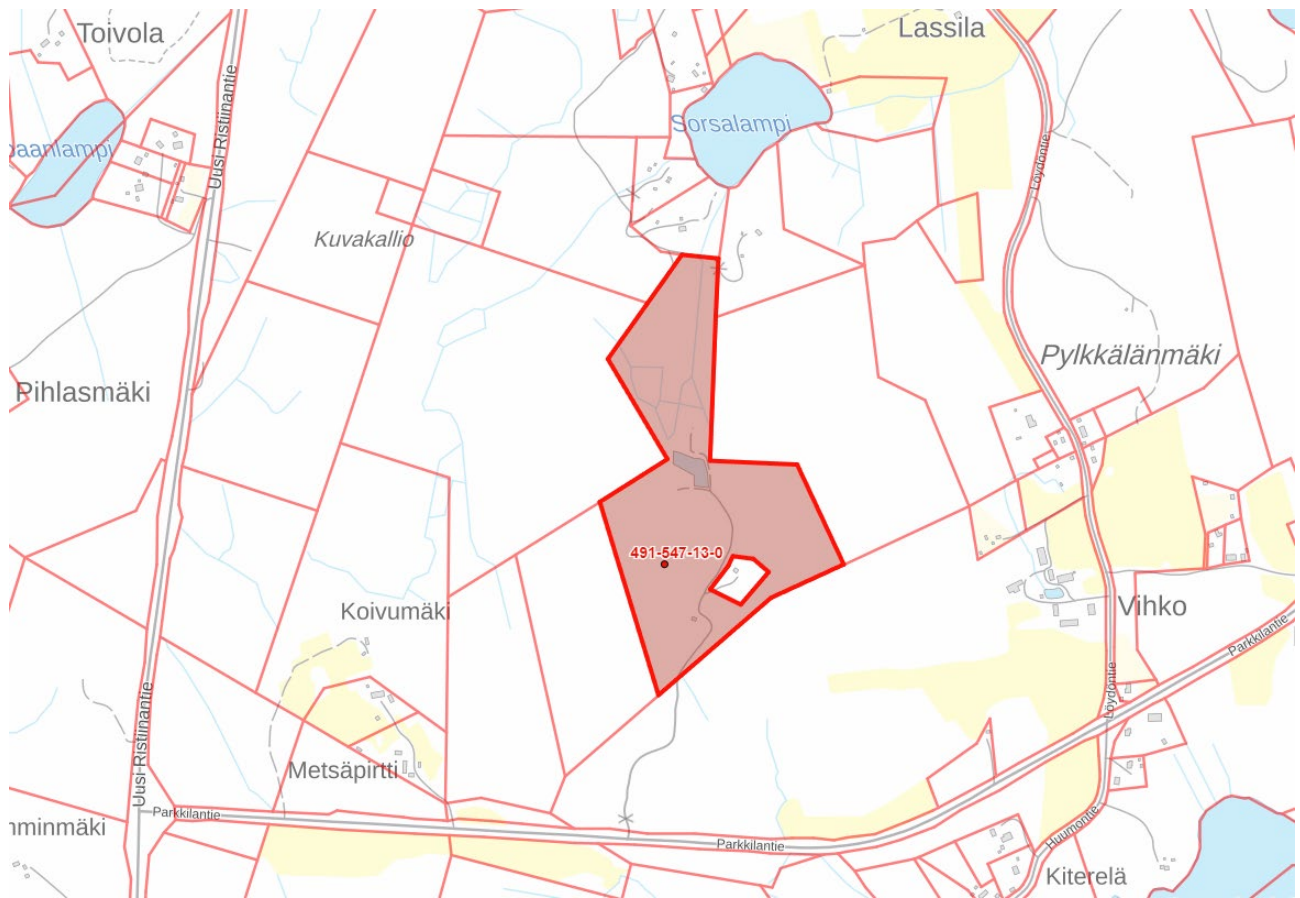 Toivola
Lassila
Sorsalampi
paanlampi
Uusi Ristiinantie
Löydöntie
Kuvakallio
Pylkkälänmäki
Pihlasmäki
491-547-13-0
Koivumäki
Vihko
Parkkilantie
Löydöntie
Uusi Ristiinantie
Metsäpirtti
Parkkilantie
nminmäki
Parkkilantie
Huumontie
Kiterelä